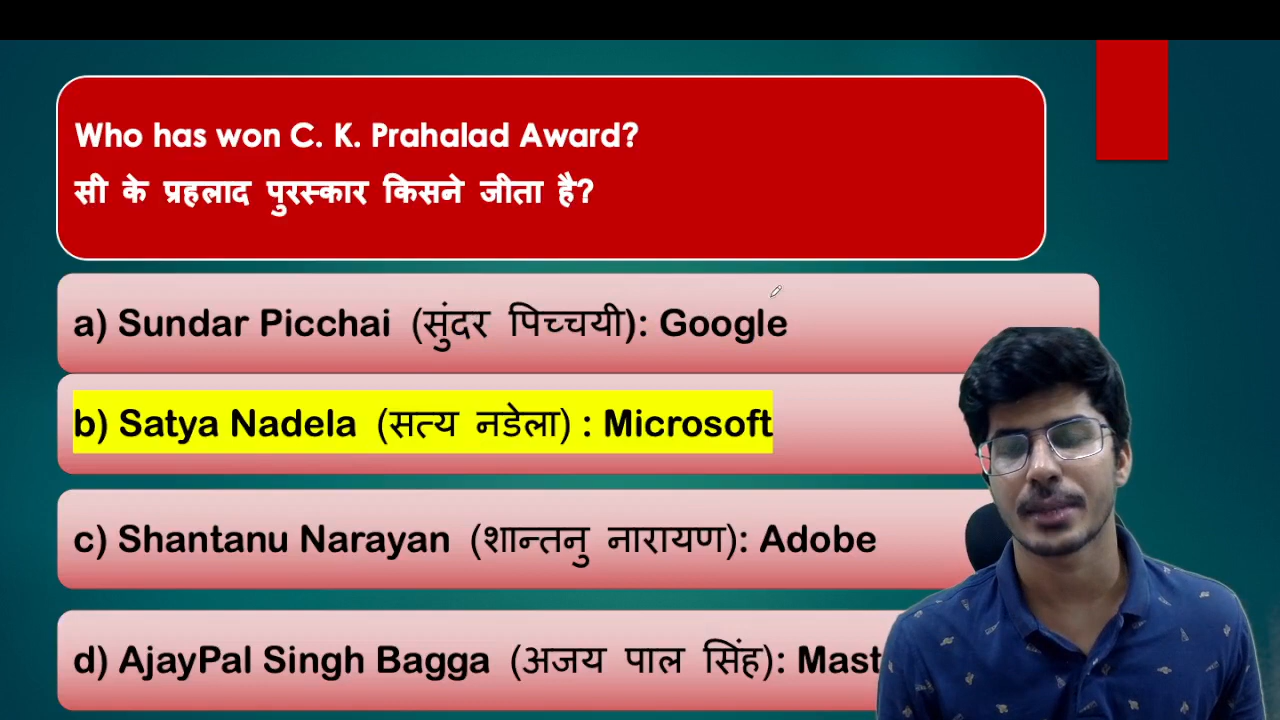 Who has won C. K. Prahalad Award?
सी के प्रहलाद पुरस्कार किसने जीता है?
a) Sundar Picchai (सुंदर पिच्चयी): Google
b) Satya Nadela (सत्य नडेला) : Microsoft
c) Shantanu Narayan (शान्तनु नारायण): Adobe
d) AjayPal Singh Bagga (अजय पाल सिंह): Mast